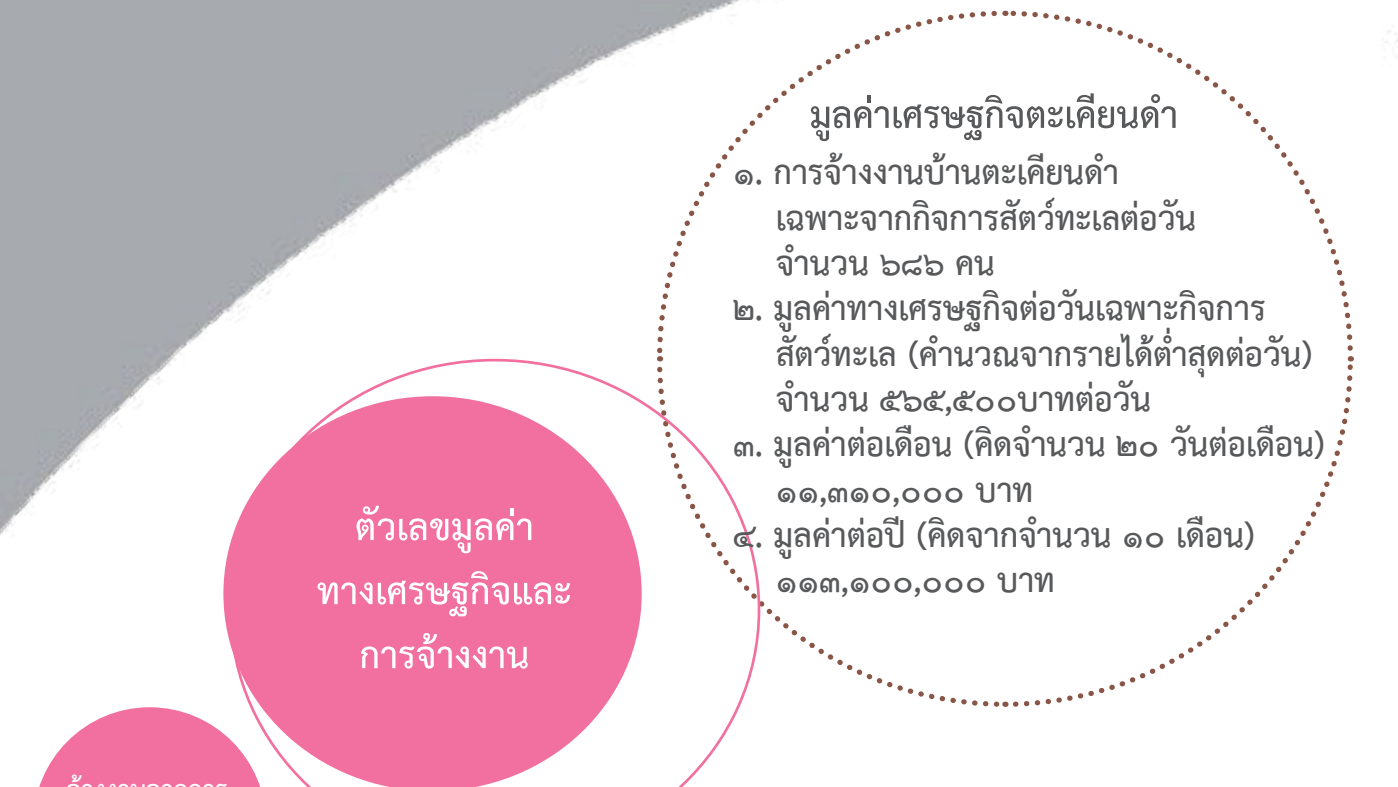 มูลค่าเศรษฐกิจตะเคียนดำ
๑. การจ้างงานบ้านตะเคียนดำ
เฉพาะจากกิจการสัตว์ทะเลต่อวัน
จำนวน ๖๘๖ คน
๒. มูลค่าทางเศรษฐกิจต่อวันเฉพาะกิจการ
สัตว์ทะเล (คำนวณจากรายได้ต่ำสุดต่อวัน)
จำนวน ๕๖๕,๕๐๐บาทต่อวัน
๓. มูลค่าต่อเดือน (คิดจำนวน ๒๐ วันต่อเดือน)
๑๑,๓๑๐,๐๐๐ บาท
๔. มูลค่าต่อปี (คิดจากจำนวน ๑๐ เดือน)
๑๑๓,๑๐๐,๐๐๐ บาท
ตัวเลขมูลค่า
ทางเศรษฐกิจและ
การจ้างงาน